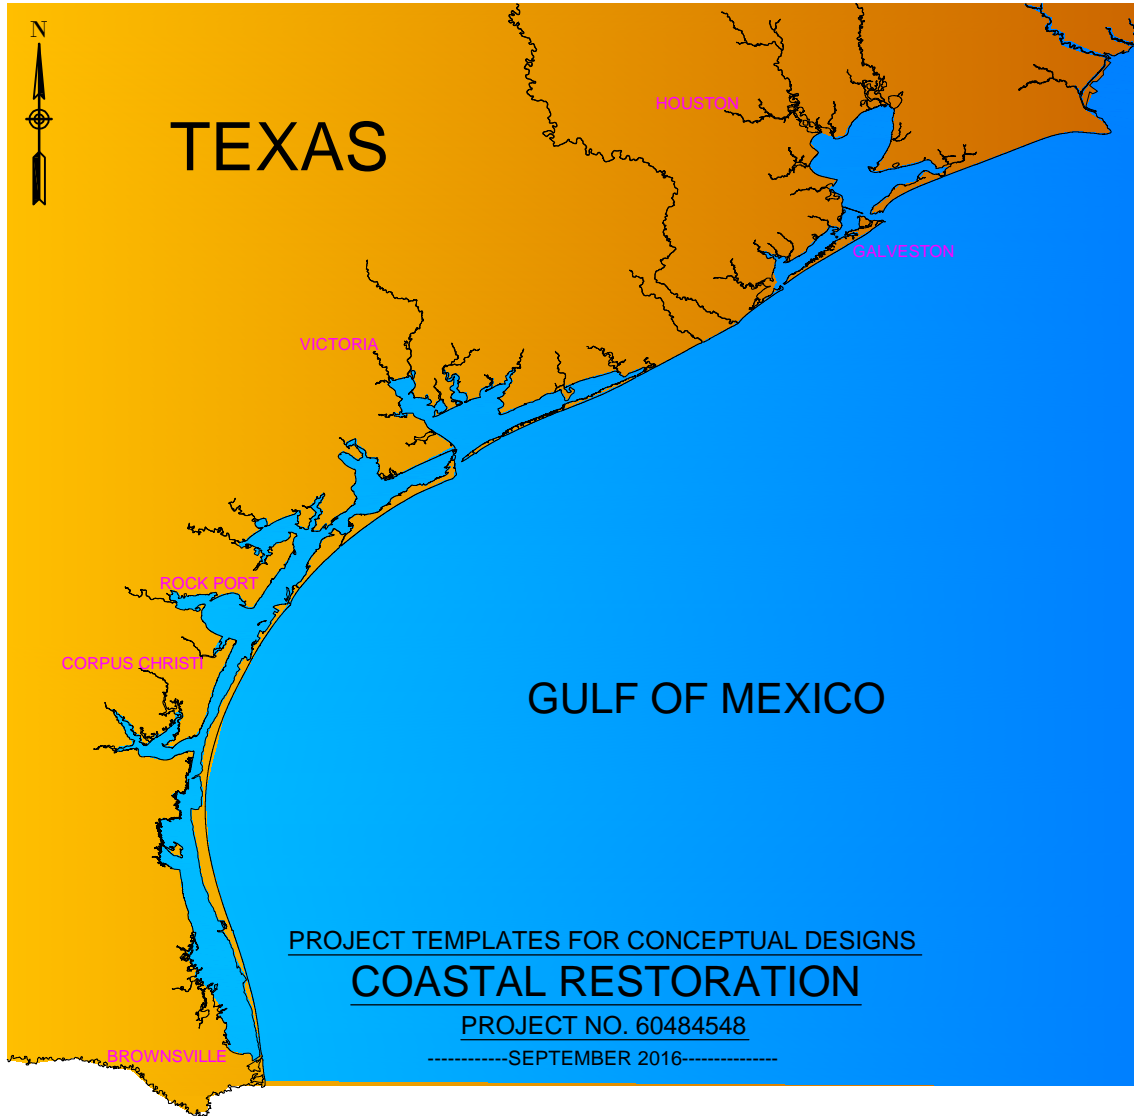 N
TEXAS
HOUSTON
GALVESTON
VICTORIA
ROCK PORT
CORPUS CHRISTI
GULF OF MEXICO
PROJECT TEMPLATES FOR CONCEPTUAL DESIGNS
COASTAL RESTORATION
PROJECT NO. 60484548
------------SEPTEMBER 2016---------------
BROWNSVILLE